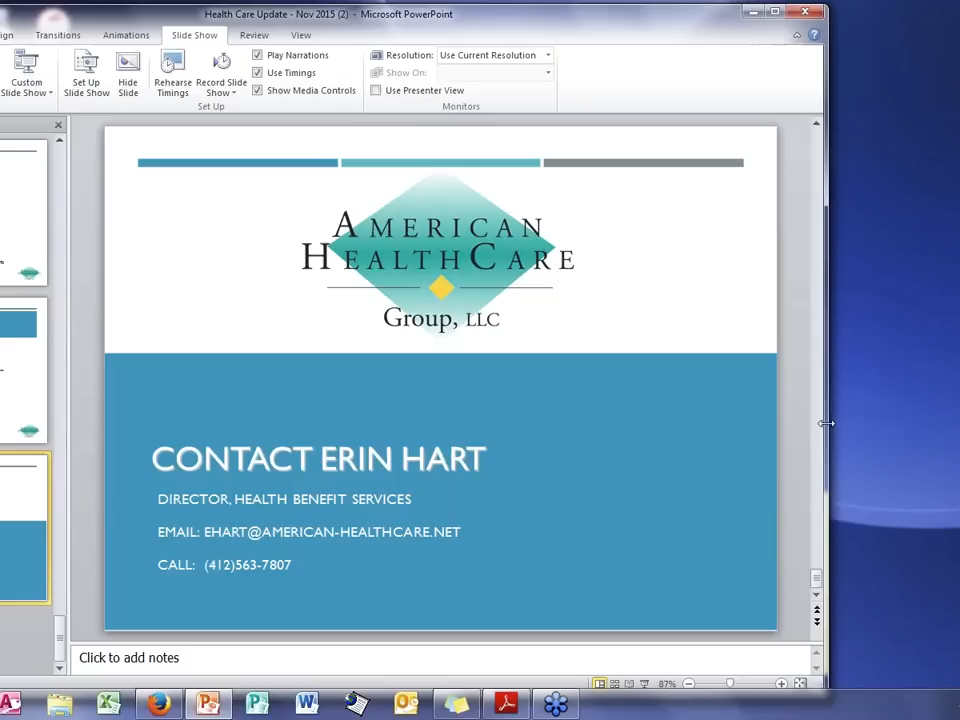 Health Care Update - Nov 2015 (2) - Microsoft PowerPoint
ign Transitions Animations Slide Show Review View
Custom Slide Show
Set Up Slide Show
Hide Slide
Rehearse Timings
Record Slide Show
Play Narrations
Use Timings
Show Media Controls
Set Up
Resolution: Use Current Resolution
Show On:
Use Presenter View
Monitors
AMERICAN
HEALTHCARE
Group, LLC
CONTACT ERIN HART
DIRECTOR, HEALTH BENEFIT SERVICES
EMAIL: EHART@AMERICAN-HEALTHCARE.NET
CALL: (412)563-7807
Click to add notes
87%